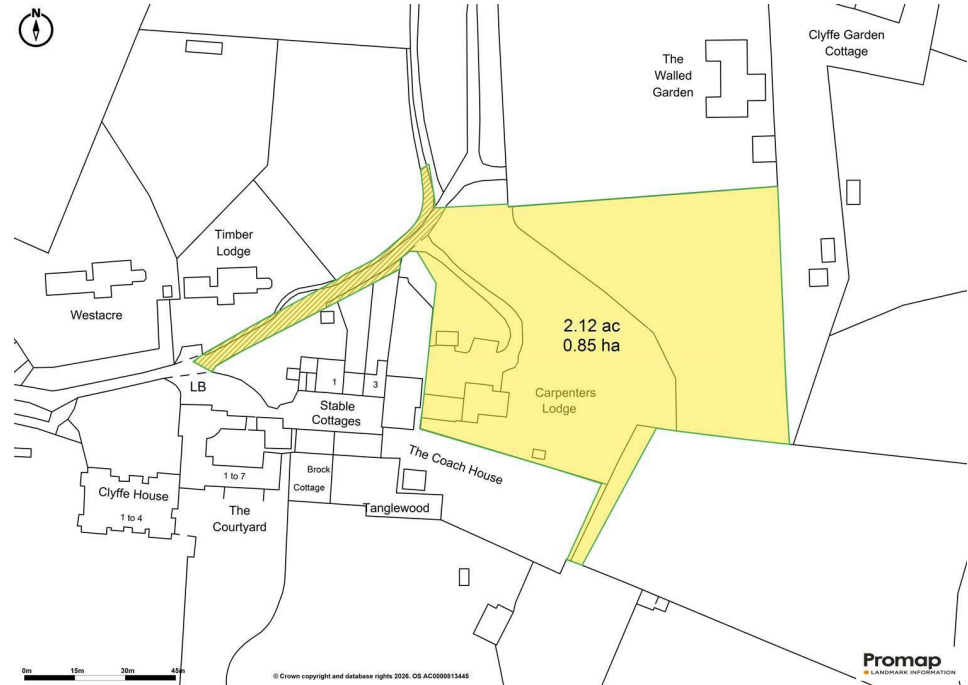 N
The
Walled
Garden
Clyffe Garden
Cottage
Timber
Lodge
Westacre
2.12 ac
0.85 ha
Carpenters
Lodge
LB
1
3
Stable
Cottages
The Coach House
1 to 7
Brock
Cottage
Clyffe House
1 to 4
The
Courtyard
Tanglewood
0m 15m 30m 45m
© Crown copyright and database rights 2026. OS AC0000813445
Promap
LANDMARK INFORMATION